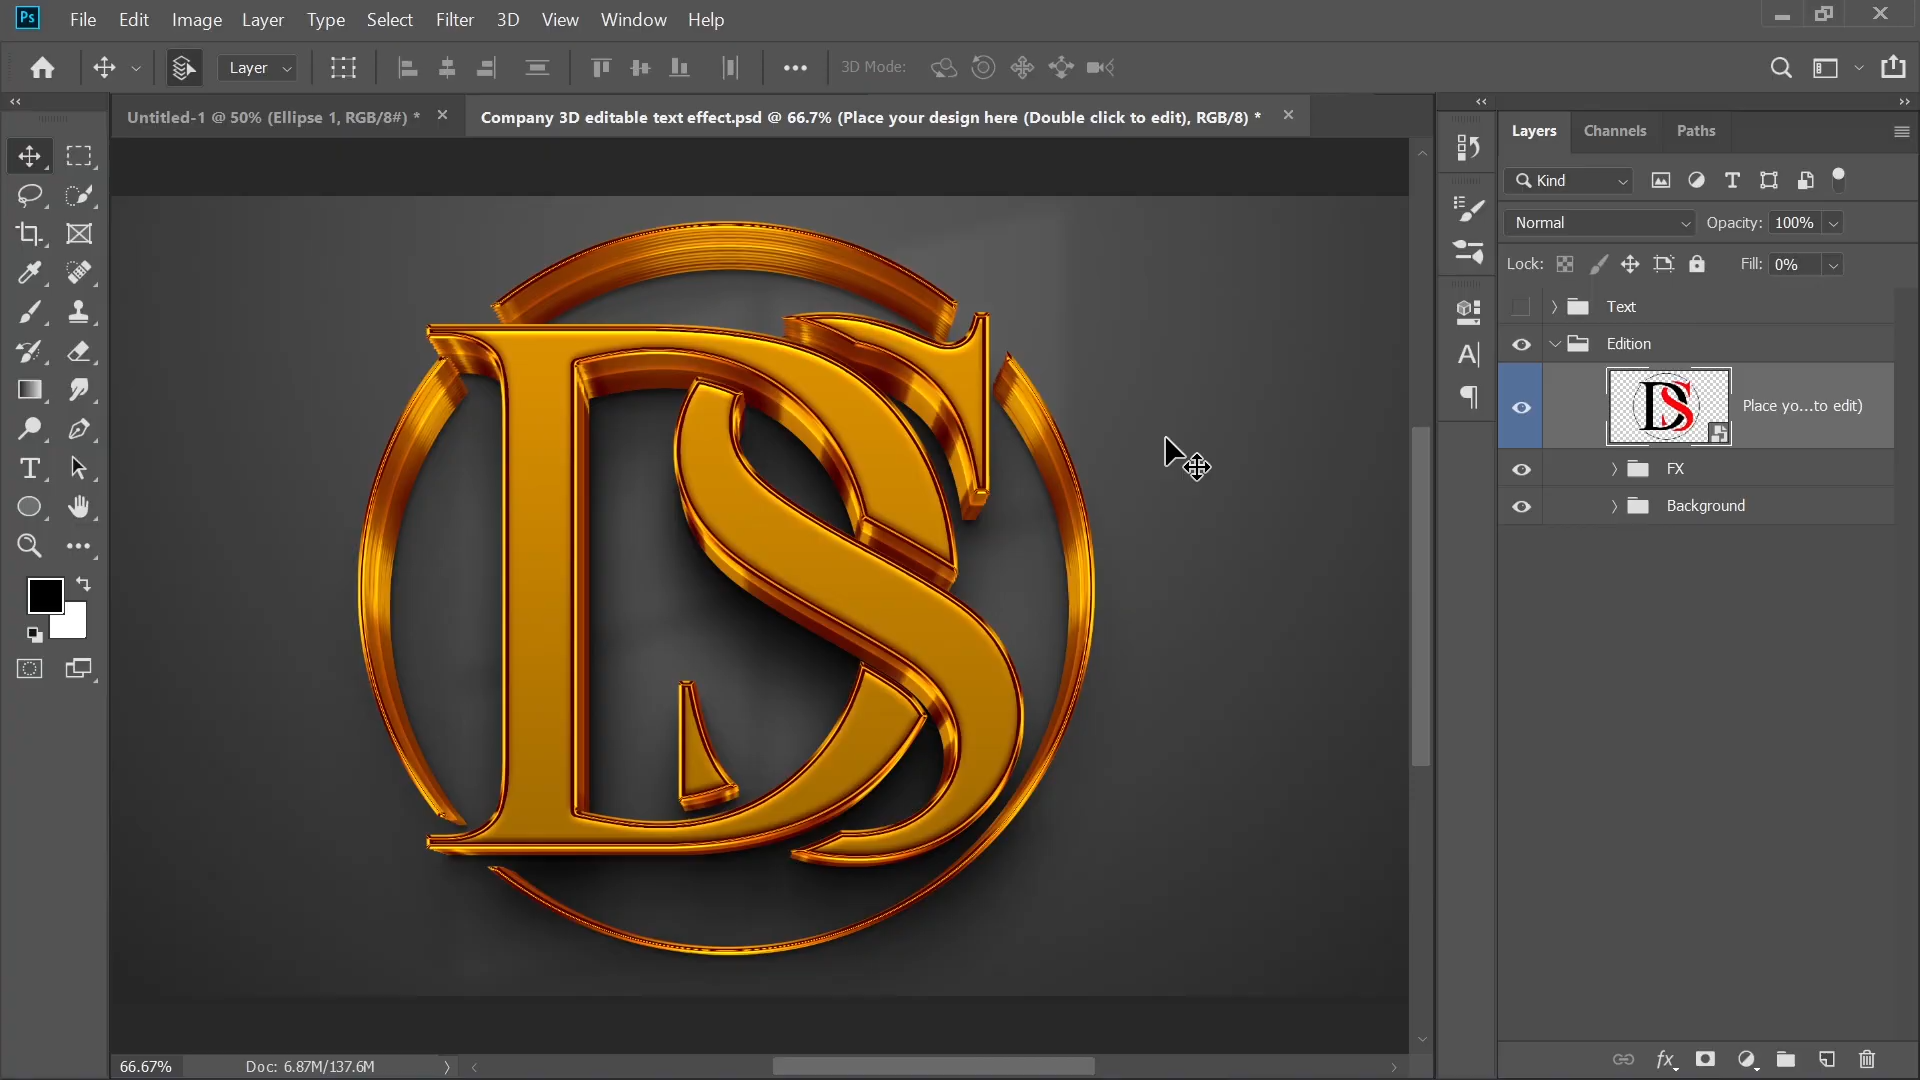 Ps File Edit Image Layer Type Select Filter 3D View Window Help
Layer 3D Mode:
Untitled-1 @ 50% (Ellipse 1, RGB/8#) * Company 3D editable text effect.psd @ 66.7% (Place your design here (Double click to edit), RGB/8) *
Layers Channels Paths
Kind
Normal Opacity: 100%
Lock: Fill: 0%
Text
Edition
DS Place yo...to edit)
FX
Background
DS
66.67% Doc: 6.87M/137.6M